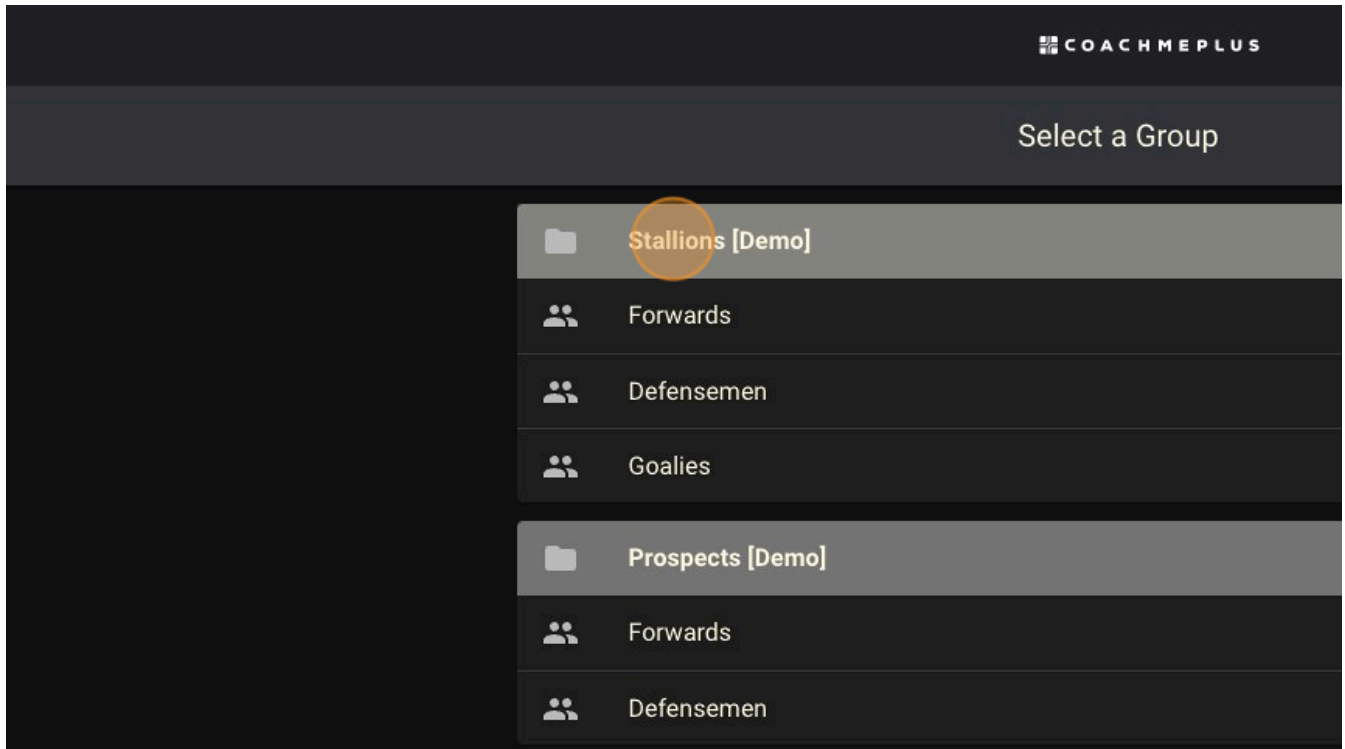 COACHMEPLUS
Select a Group
Stallions [Demo]
Forwards
Defensemen
Goalies
Prospects [Demo]
Forwards
Defensemen